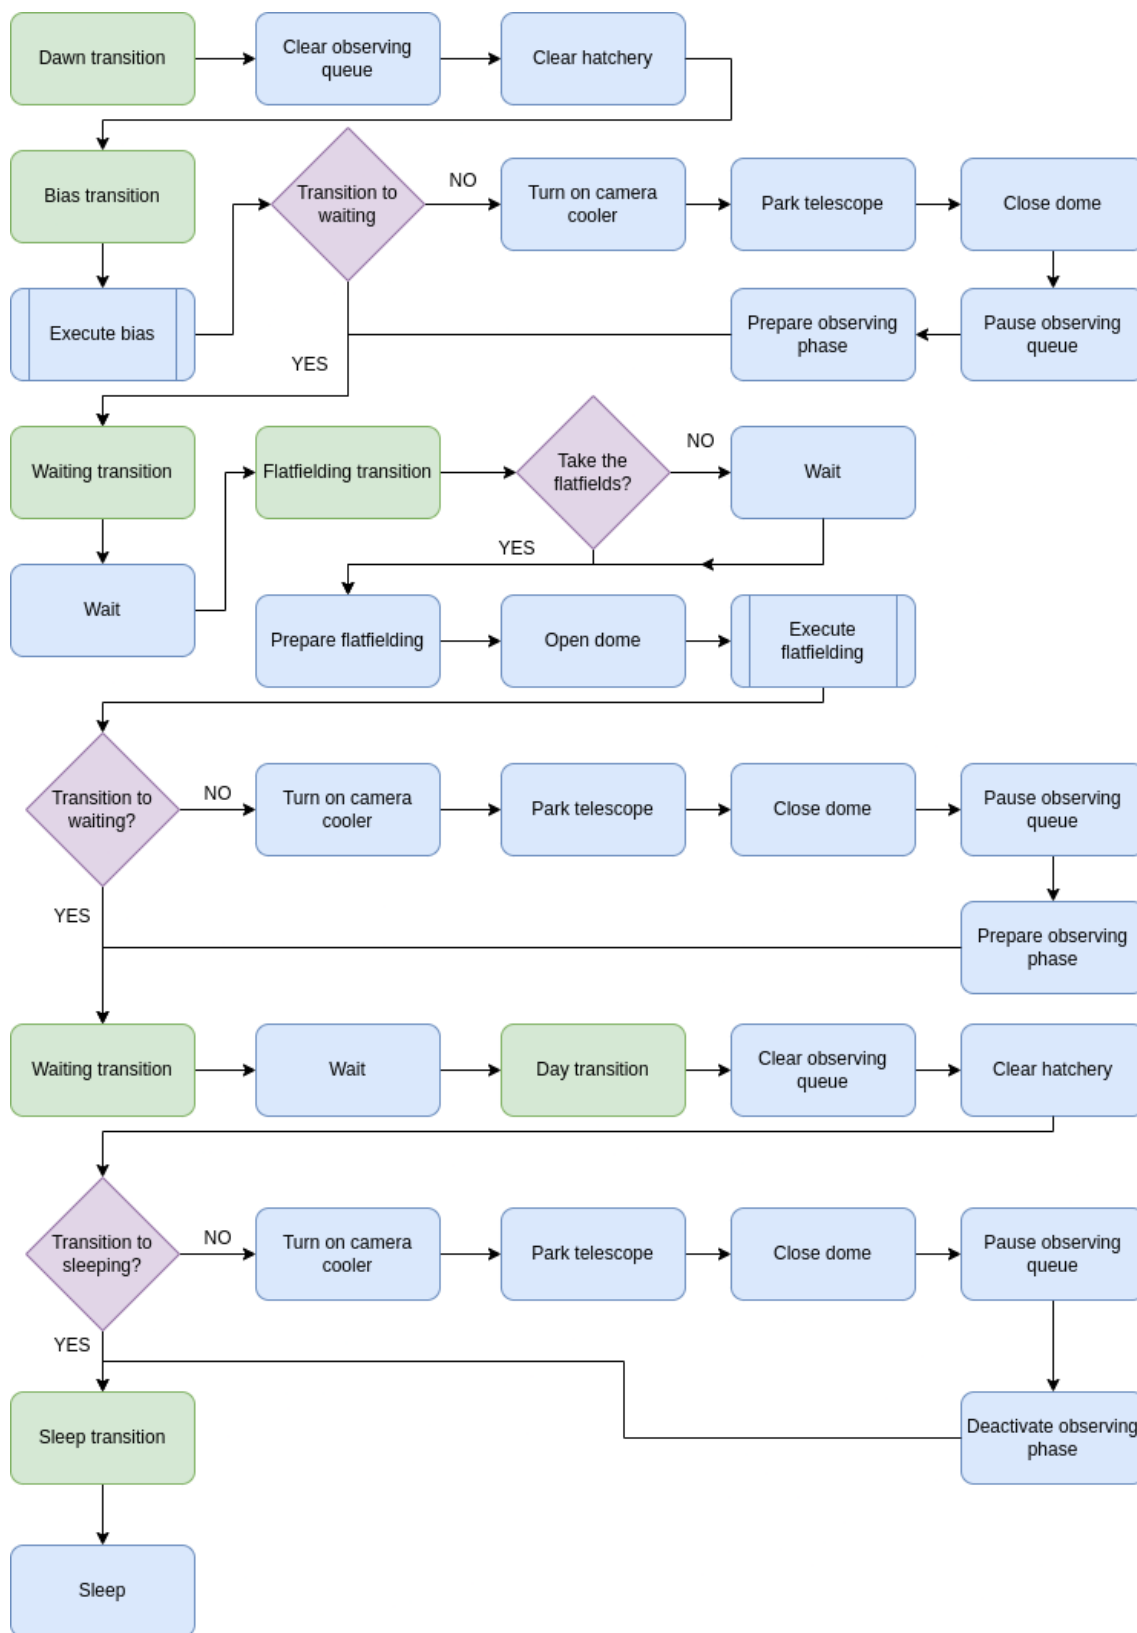 Dawn transition
Clear observing
queue
Clear hatchery
Bias transition
Transition to
waiting
NO
Turn on camera
cooler
Park telescope
Close dome
Execute bias
YES
Prepare observing
phase
Pause observing
queue
Waiting transition
Flatfielding transition
Take the
flatfields?
NO
Wait
YES
Wait
Prepare flatfielding
Open dome
Execute
flatfielding
Transition to
waiting?
NO
Turn on camera
cooler
Park telescope
Close dome
Pause observing
queue
YES
Prepare observing
phase
Waiting transition
Wait
Day transition
Clear observing
queue
Clear hatchery
Transition to
sleeping?
NO
Turn on camera
cooler
Park telescope
Close dome
Pause observing
queue
YES
Sleep transition
Deactivate observing
phase
Sleep